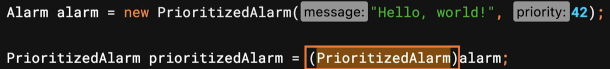 Alarm alarm = new PrioritizedAlarm( message: "Hello, world!", priority: 42);
PrioritizedAlarm prioritizedAlarm = (PrioritizedAlarm)alarm;